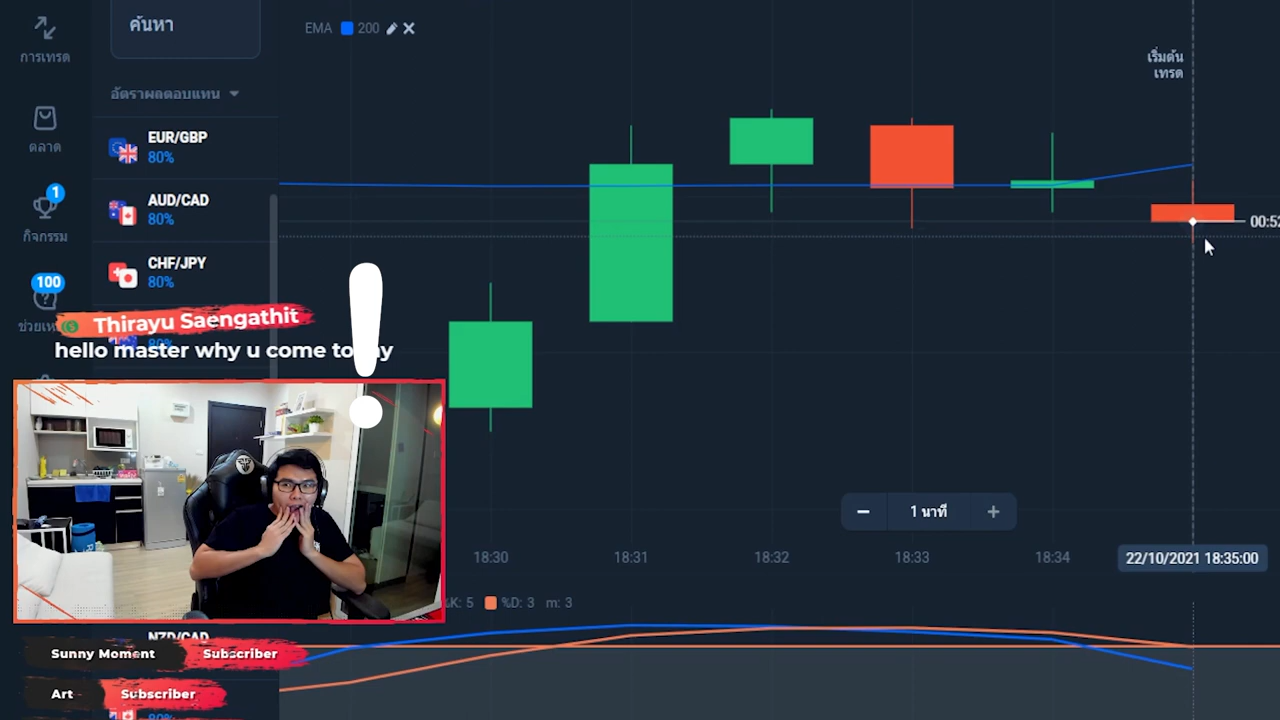 ค้นหา
EMA 200
การเทรด
เริ่มต้น
เทรด
อัตราผลตอบแทน
EUR/GBP
80%
ตลาด
AUD/CAD
80%
1
กิจกรรม
00:52
CHF/JPY
80%
100
Thirayu Saengathit
hello master why u come
1 นาที
18:30
18:31
18:32
18:33
18:34
22/10/2021 18:35:00
%K: 5 %D: 3 m: 3
NZD/CAD
Sunny Moment Subscriber
Art Subscriber
80%